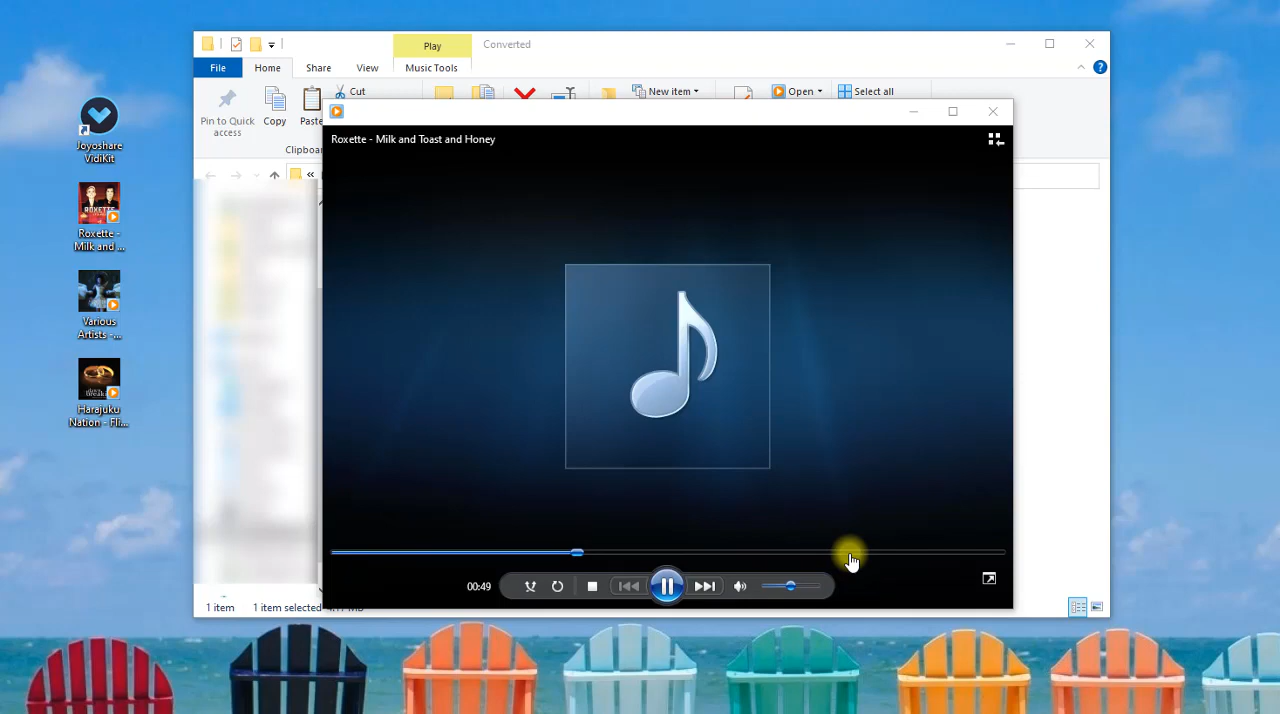 Play
Converted
File
Home
Share
View
Music Tools
Cut
New item
Open
Select all
Pin to Quick
access
Copy
Paste
Roxette - Milk and Toast and Honey
Joyoshare
VidiKit
Roxette -
Milk and ...
Various
Artists -...
Harajuku
Nation - Fli...
00:49
1 item
1 item selected